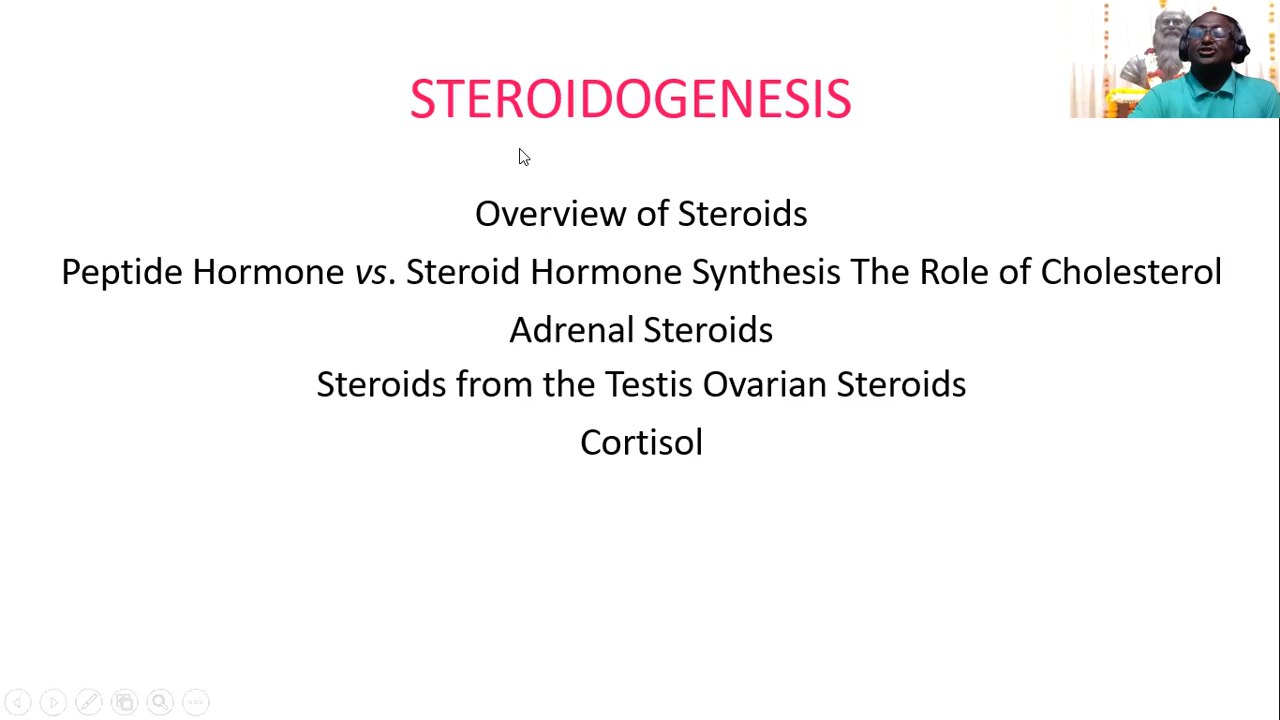 STEROIDOGENESIS
Overview of Steroids
Peptide Hormone vs. Steroid Hormone Synthesis The Role of Cholesterol
Adrenal Steroids
Steroids from the Testis Ovarian Steroids
Cortisol